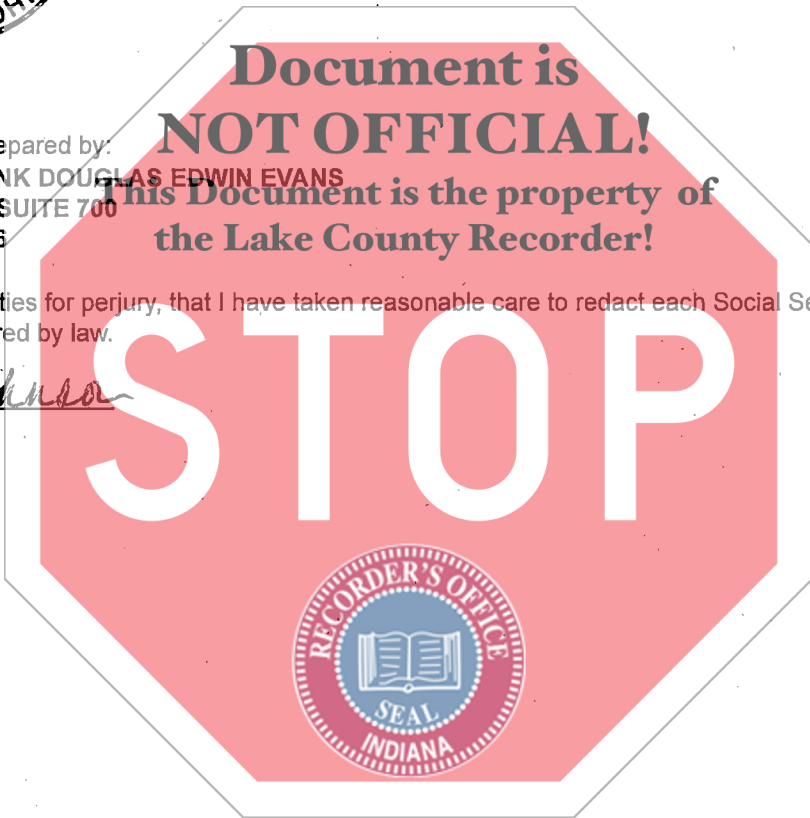 Document is
NOT OFFICIAL!
epared by:
NK DOUGLAS EDWIN EVANS
This Document is the property of
SUITE 700
the Lake County Recorder!
ties for perjury, that I have taken reasonable care to redact each Social Se
red by law.
STOP
RECORDER'S OFFICE
SEAL
INDIANA